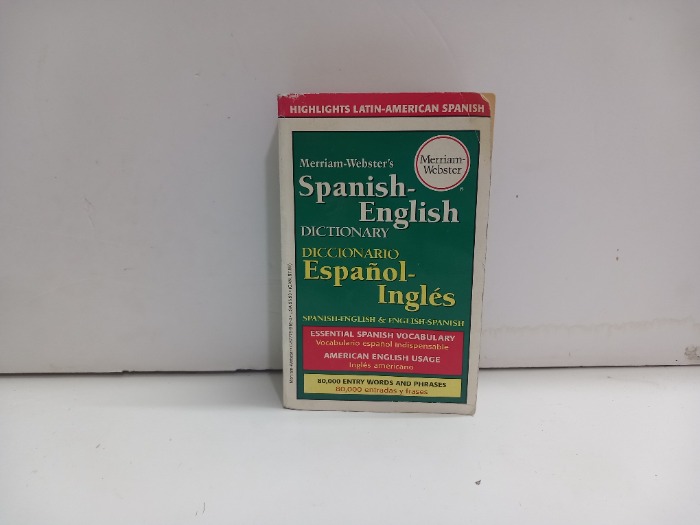 HIGHLIGHTS LATIN-AMERICAN SPANISH
Merriam-Webster's
Merriam-
Webster
®
Spanish-
English
DICTIONARY
DICCIONARIO
Español-
Inglés
SPANISH-ENGLISH & ENGLISH-SPANISH
ESSENTIAL SPANISH VOCABULARY
Vocabulario español indispensable
AMERICAN ENGLISH USAGE
Inglés americano
80,000 ENTRY WORDS AND PHRASES
80,000 entradas y frases